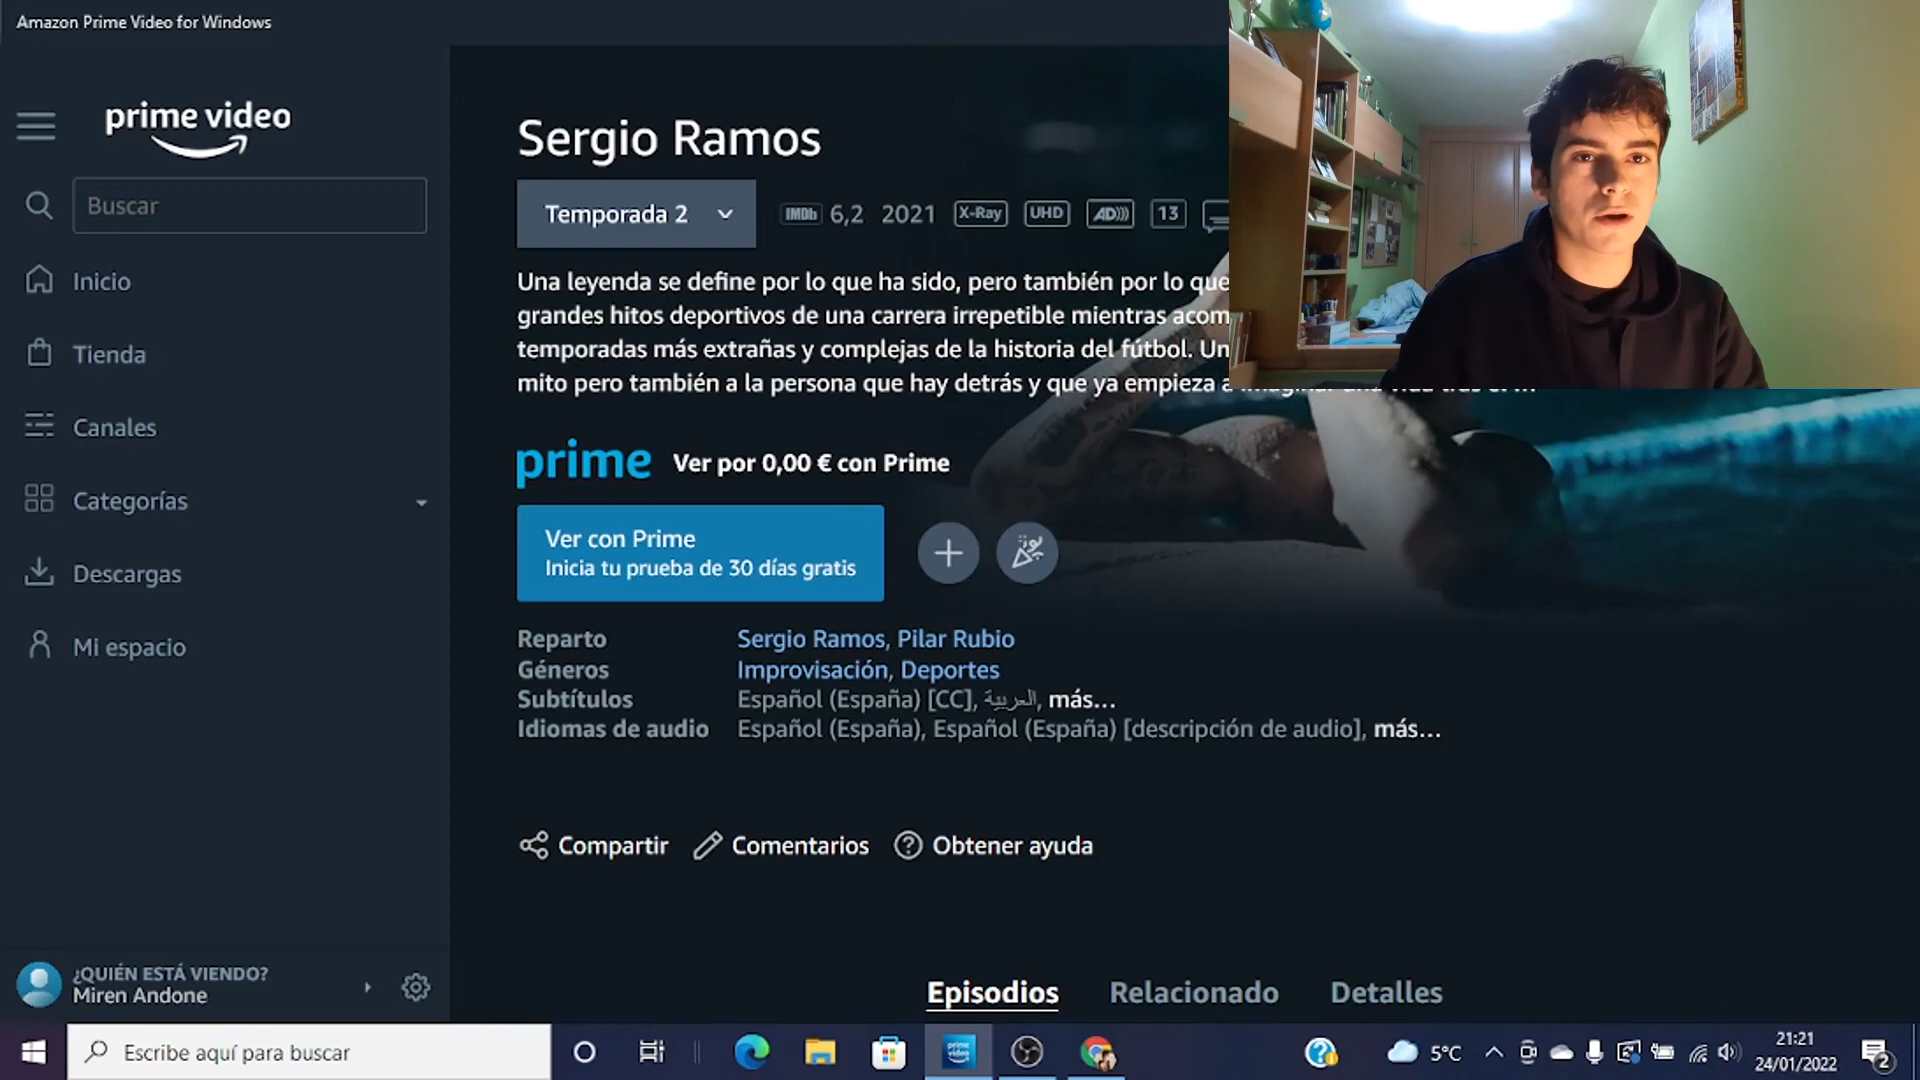 Amazon Prime Video for Windows
prime video
Buscar
Inicio
Tienda
Canales
Categorías
Descargas
Mi espacio
¿QUIÉN ESTÁ VIENDO?
Miren Andone
Sergio Ramos
Temporada 2
IMDb 6,2 2021 X-Ray UHD AD))) 13
Una leyenda se define por lo que ha sido, pero también por lo que
grandes hitos deportivos de una carrera irrepetible mientras acom
temporadas más extrañas y complejas de la historia del fútbol. Un
mito pero también a la persona que hay detrás y que ya empieza a
prime Ver por 0,00 € con Prime
Ver con Prime
Inicia tu prueba de 30 días gratis
Reparto Sergio Ramos, Pilar Rubio
Géneros Improvisación, Deportes
Subtítulos Español (España) [CC], العربية, más...
Idiomas de audio Español (España), Español (España) [descripción de audio], más...
Compartir Comentarios Obtener ayuda
Episodios Relacionado Detalles
Escribe aquí para buscar
prime video
5°C
21:21
24/01/2022
2